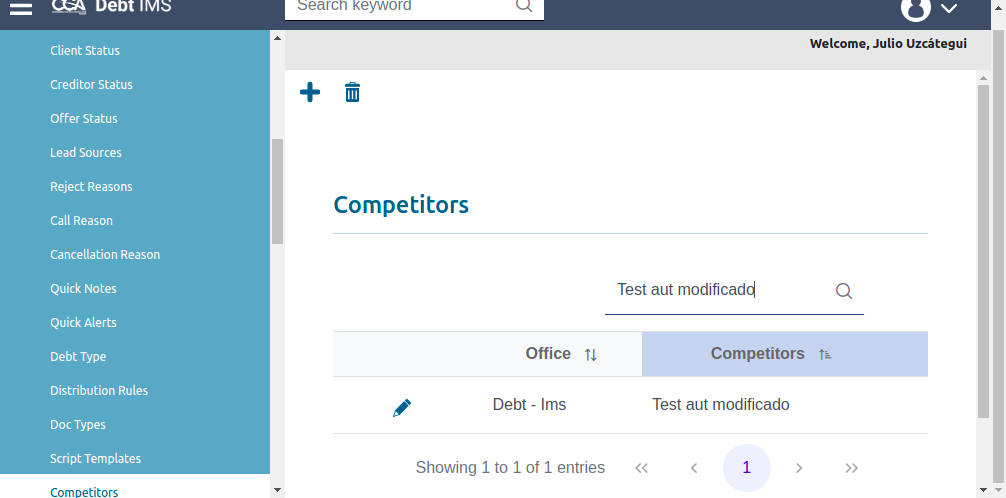 CCA Debt IMS
Search keyword
Welcome, Julio Uzcátegui
Client Status
Creditor Status
Offer Status
Lead Sources
Reject Reasons
Call Reason
Cancellation Reason
Quick Notes
Quick Alerts
Debt Type
Distribution Rules
Doc Types
Script Templates
Competitors
Competitors
Test aut modificado
Office Competitors
Debt - Ims Test aut modificado
Showing 1 to 1 of 1 entries 1